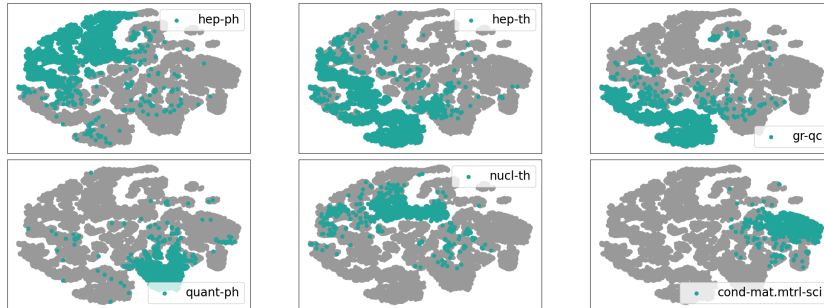 hep-ph
hep-th
gr-qc
quant-ph
nucl-th
cond-mat.mtrl-sci